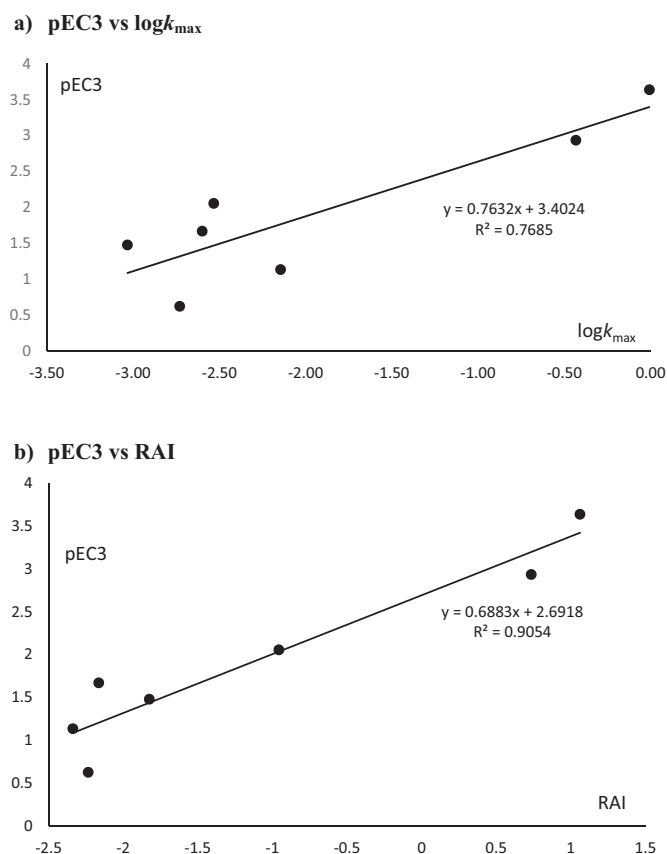 a) pEC3 vs logkmax
4
pEC3
3.5
3
2.5
y = 0.7632x + 3.4024
2
R² = 0.7685
1.5
1
0.5
logkmax
0
-3.50 -3.00 -2.50 -2.00 -1.50 -1.00 -0.50 0.00
b) pEC3 vs RAI
4
3.5
pEC3
3
2.5
y = 0.6883x + 2.6918
R² = 0.9054
2
1.5
1
0.5
RAI
0
-2.5 -2 -1.5 -1 -0.5 0 0.5 1 1.5